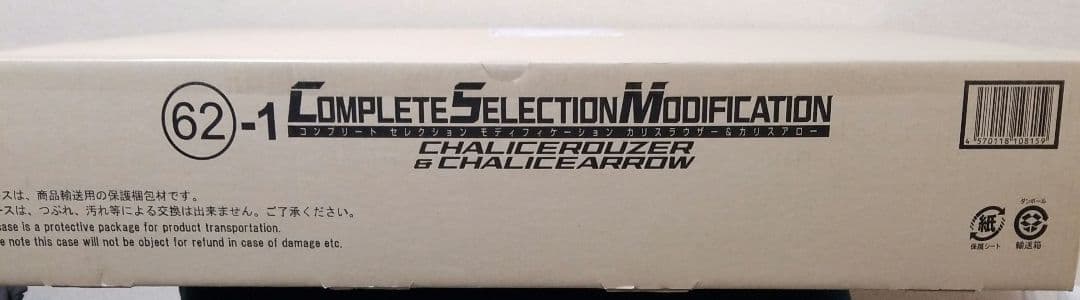 62-1 COMPLETE SELECTION MODIFICATION
コンプリート セレクション モディフィケーション カリスラウザー&カリスアロー
CHALICEROUZER
& CHALICEARROW
4 570118 108159
スは、商品輸送用の保護梱包材です。
ースは、つぶれ、汚れ等による交換は出来ません。ご了承ください。
case is a protective package for product transportation.
e note this case will not be object for refund in case of damage etc.
紙
保護シート
ダンボール
輸送箱